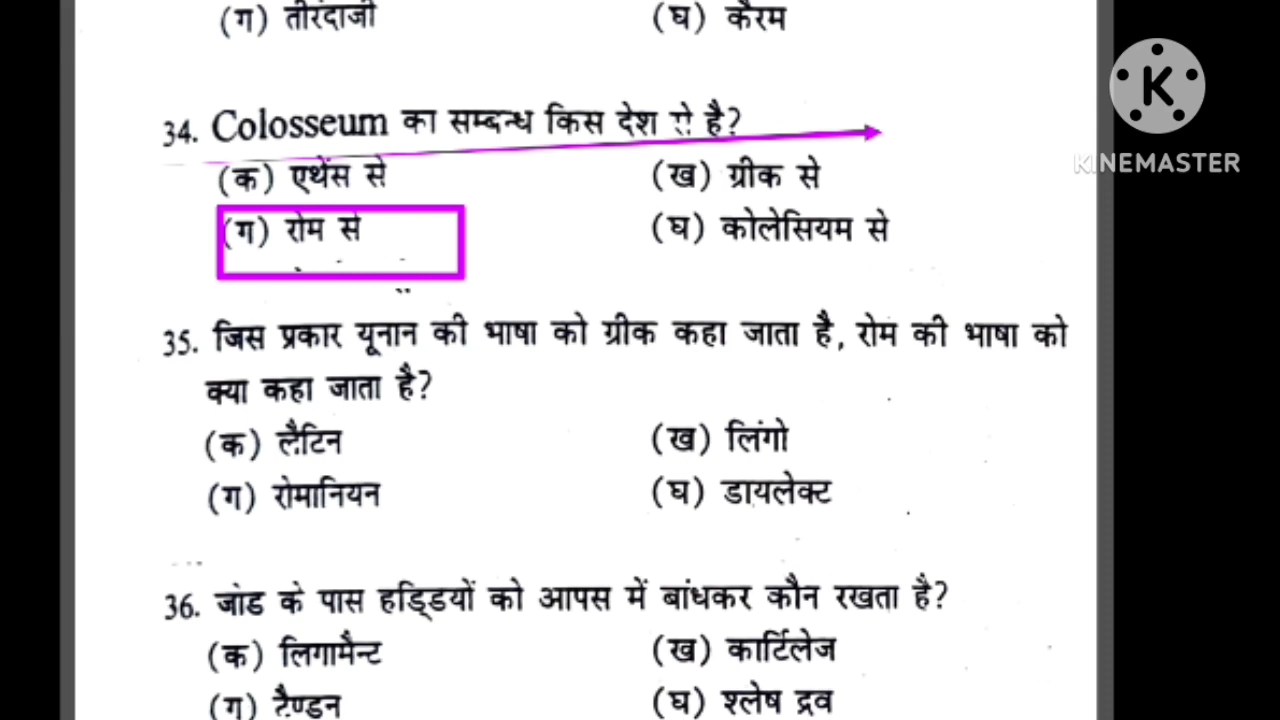 (ग) तीरंदाजी (घ) कैरम
34. Colosseum का सम्बन्ध किस देश से है?
(क) एथेंस से (ख) ग्रीक से
(ग) रोम से (घ) कोलेसियम से
35. जिस प्रकार यूनान की भाषा को ग्रीक कहा जाता है, रोम की भाषा को
क्या कहा जाता है?
(क) लैटिन (ख) लिंगो
(ग) रोमानियन (घ) डायलेक्ट
36. जोड के पास हड्डियों को आपस में बांधकर कौन रखता है?
(क) लिगामैन्ट (ख) कार्टिलेज
(ग) टैण्डन (घ) श्लेष द्रव
K
KINEMASTER